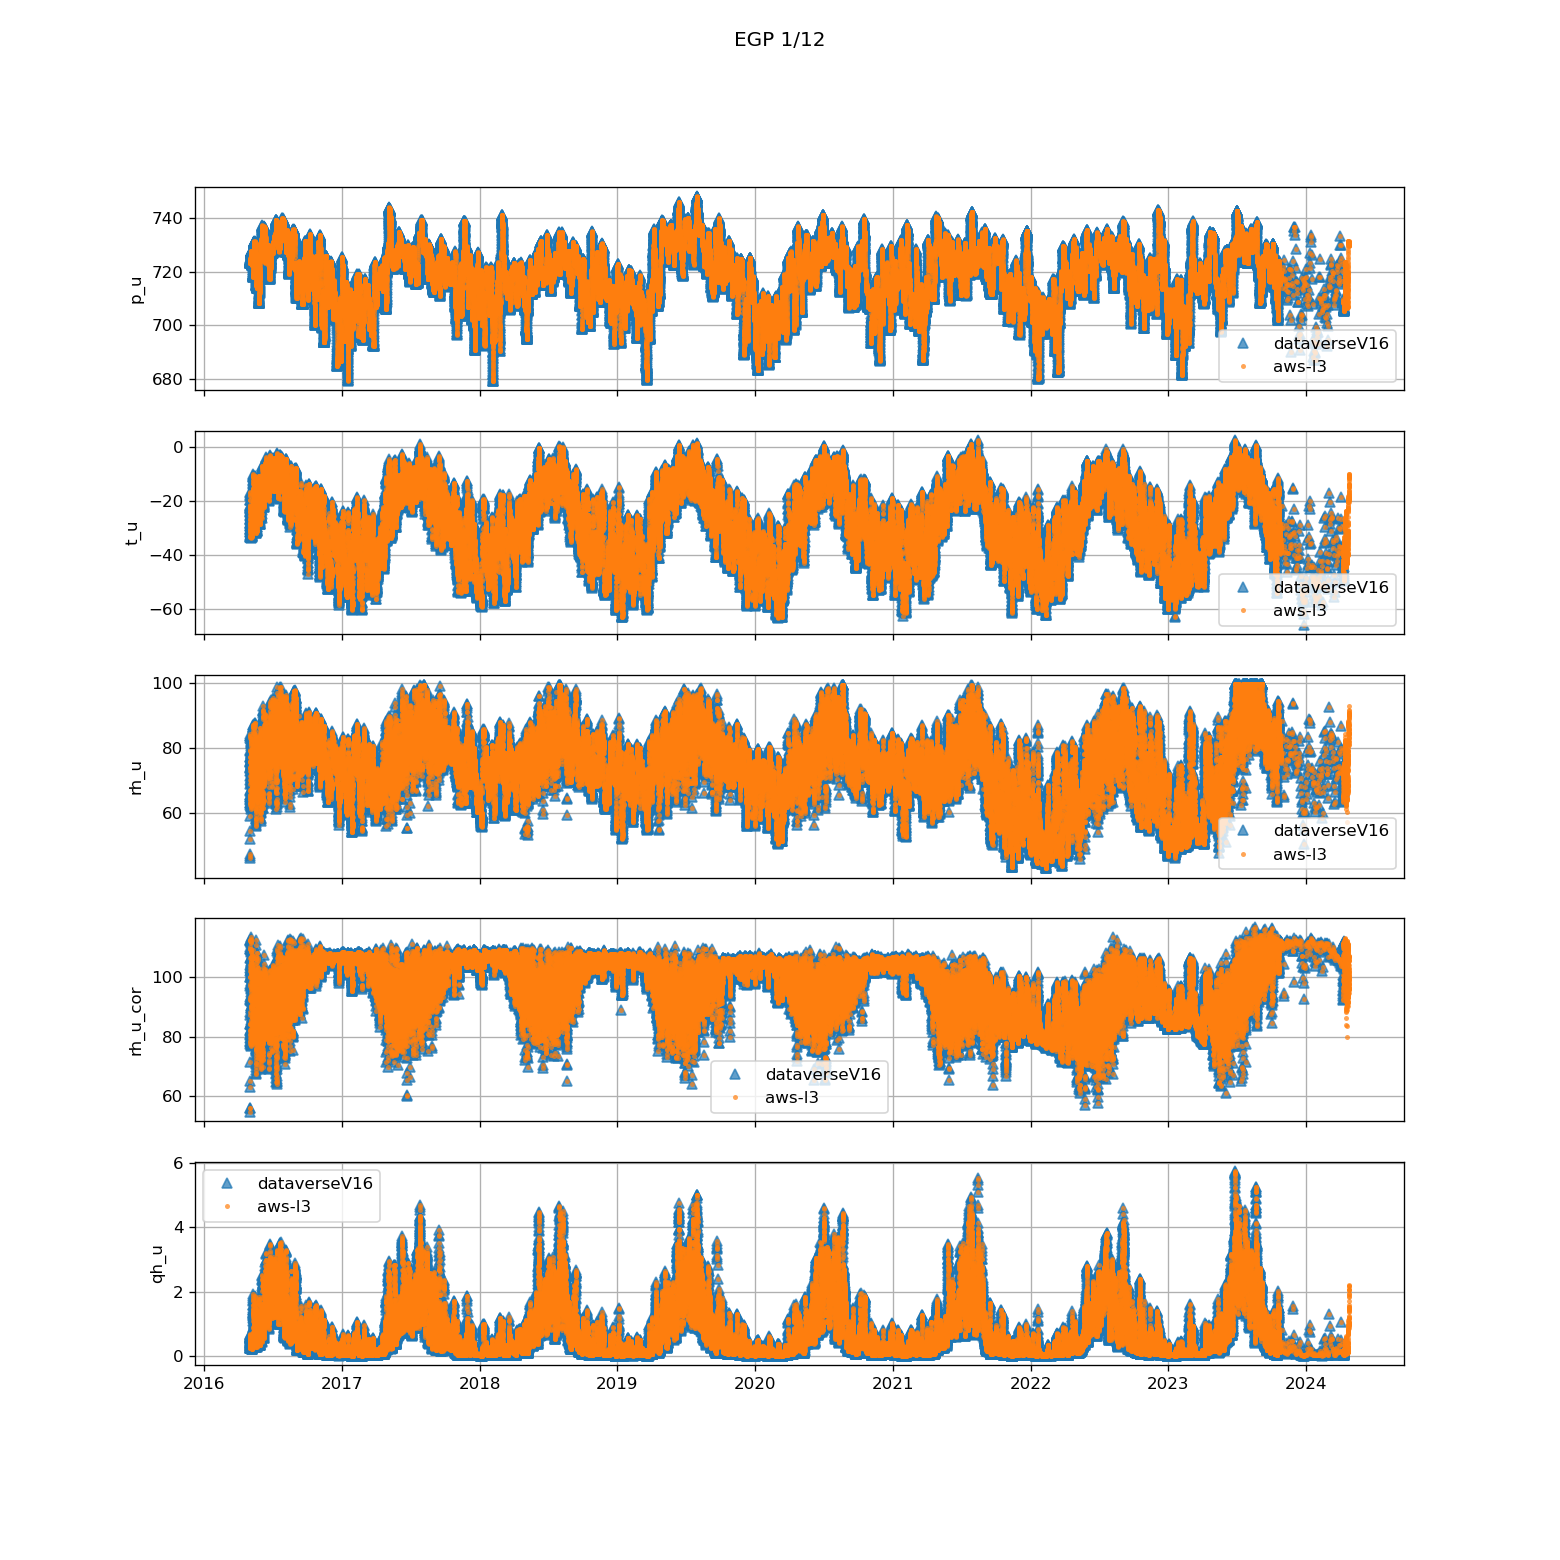 EGP 1/12
740
720
700
680
p_u
dataverseV16
aws-l3
0
−20
−40
−60
t_u
dataverseV16
aws-l3
100
80
60
rh_u
dataverseV16
aws-l3
100
80
60
rh_u_cor
dataverseV16
aws-l3
6
4
2
0
qh_u
dataverseV16
aws-l3
2016 2017 2018 2019 2020 2021 2022 2023 2024